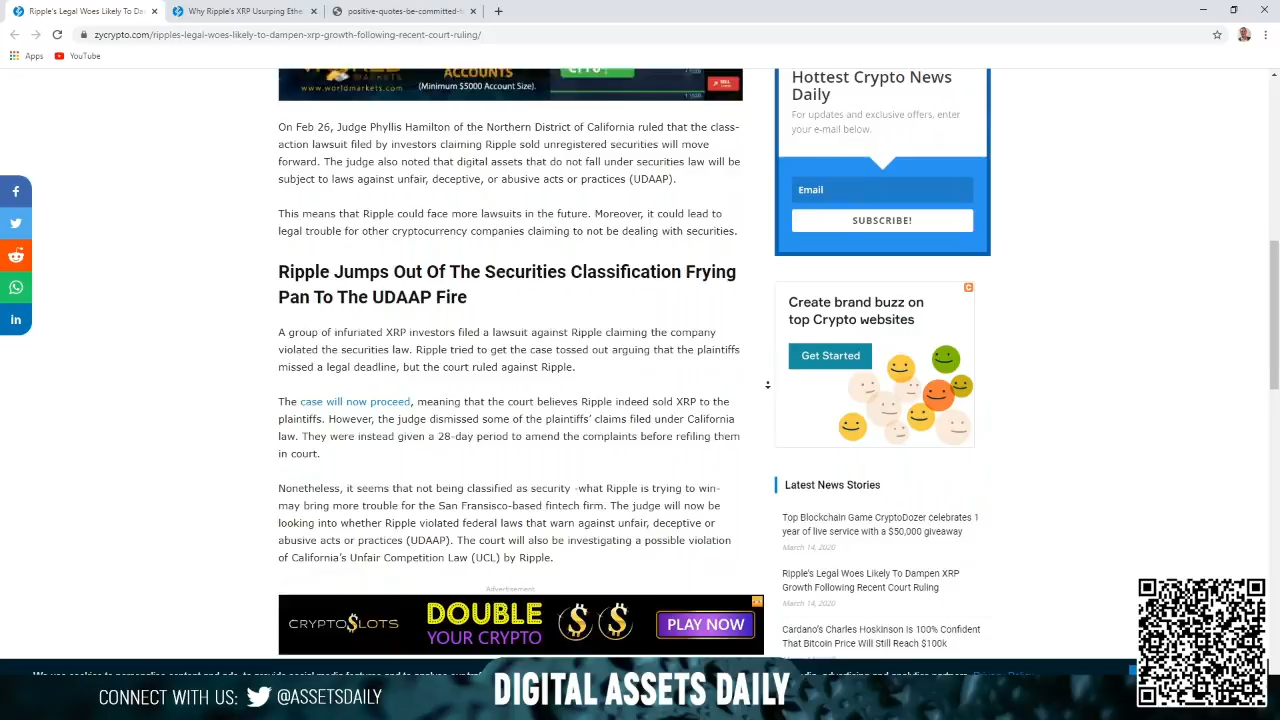 Ripple's Legal Woes Likely To Da
Why Ripple's XRP Usurping Ethe
positive-quotes-be-committed-t
zycrypto.com/ripples-legal-woes-likely-to-dampen-xrp-growth-following-recent-court-ruling/
Apps
YouTube
ACCOUNTS
www.worldmarkets.com
(Minimum $5000 Account Size).
On Feb 26, Judge Phyllis Hamilton of the Northern District of California ruled that the class-
action lawsuit filed by investors claiming Ripple sold unregistered securities will move
forward. The judge also noted that digital assets that do not fall under securities law will be
subject to laws against unfair, deceptive, or abusive acts or practices (UDAAP).
This means that Ripple could face more lawsuits in the future. Moreover, it could lead to
legal trouble for other cryptocurrency companies claiming to not be dealing with securities.
Ripple Jumps Out Of The Securities Classification Frying
Pan To The UDAAP Fire
A group of infuriated XRP investors filed a lawsuit against Ripple claiming the company
violated the securities law. Ripple tried to get the case tossed out arguing that the plaintiffs
missed a legal deadline, but the court ruled against Ripple.
The case will now proceed, meaning that the court believes Ripple indeed sold XRP to the
plaintiffs. However, the judge dismissed some of the plaintiffs' claims filed under California
law. They were instead given a 28-day period to amend the complaints before refiling them
in court.
Nonetheless, it seems that not being classified as security -what Ripple is trying to win-
may bring more trouble for the San Fransisco-based fintech firm. The judge will now be
looking into whether Ripple violated federal laws that warn against unfair, deceptive or
abusive acts or practices (UDAAP). The court will also be investigating a possible violation
of California's Unfair Competition Law (UCL) by Ripple.
Advertisement
CRYPTOSLOTS
DOUBLE
YOUR CRYPTO
PLAY NOW
Hottest Crypto News
Daily
For updates and exclusive offers, enter
your e-mail below.
Email
SUBSCRIBE!
Create brand buzz on
top Crypto websites
Get Started
Latest News Stories
Top Blockchain Game CryptoDozer celebrates 1
year of live service with a $50,000 giveaway
March 14, 2020
Ripple's Legal Woes Likely To Dampen XRP
Growth Following Recent Court Ruling
March 14, 2020
Cardano's Charles Hoskinson Is 100% Confident
That Bitcoin Price Will Still Reach $100k
CONNECT WITH US:
@ASSETSDAILY
DIGITAL ASSETS DAILY